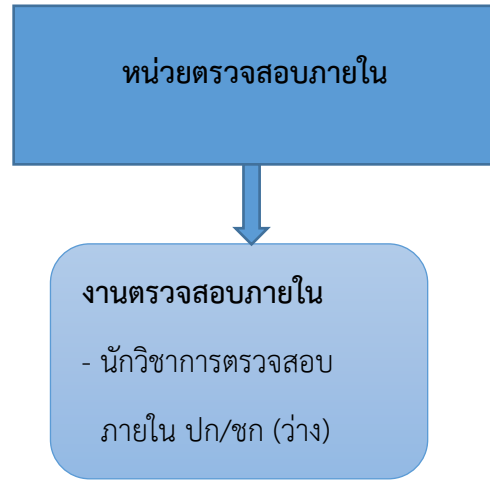 หน่วยตรวจสอบภายใน
งานตรวจสอบภายใน
- นักวิชาการตรวจสอบ
ภายใน ปก/ชก (ว่าง)